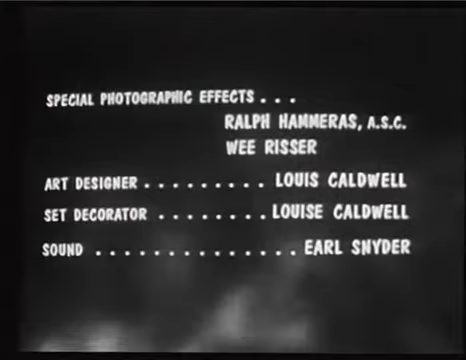 SPECIAL PHOTOGRAPHIC EFFECTS . . .
RALPH HAMMERAS, A.S.C.
WEE RISSER
ART DESIGNER . . . . . . . . . LOUIS CALDWELL
SET DECORATOR . . . . . . . . LOUISE CALDWELL
SOUND . . . . . . . . . . . . . . . EARL SNYDER